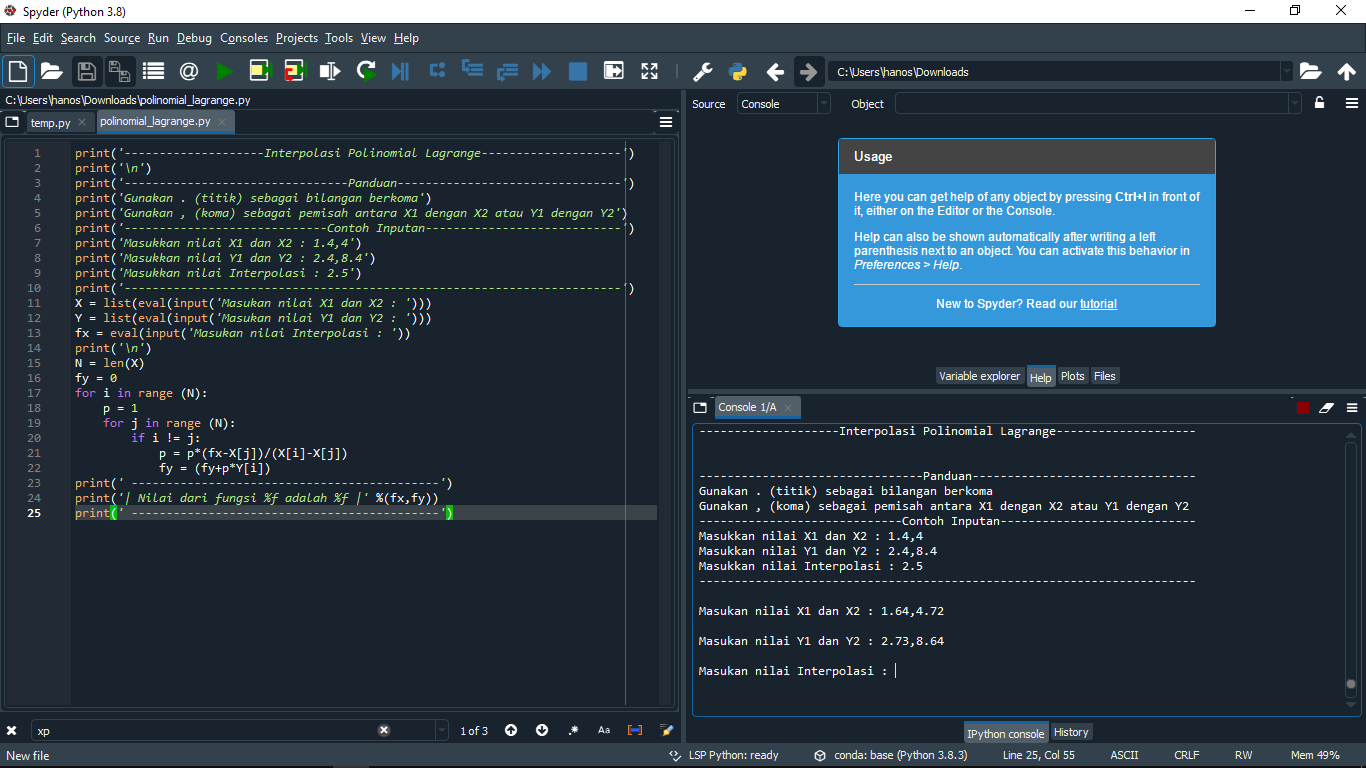 Spyder (Python 3.8)
File Edit Search Source Run Debug Consoles Projects Tools View Help
C:\Users\hanos\Downloads
C:\Users\hanos\Downloads\polinomial_lagrange.py
temp.py polinomial_lagrange.py
1 print('--------------------Interpolasi Polinomial Lagrange--------------------')
2 print('\n')
3 print('--------------------------------Panduan--------------------------------')
4 print('Gunakan . (titik) sebagai bilangan berkoma')
5 print('Gunakan , (koma) sebagai pemisah antara X1 dengan X2 atau Y1 dengan Y2')
6 print('-----------------------------Contoh Inputan----------------------------')
7 print('Masukkan nilai X1 dan X2 : 1.4,4')
8 print('Masukkan nilai Y1 dan Y2 : 2.4,8.4')
9 print('Masukkan nilai Interpolasi : 2.5')
10 print('-----------------------------------------------------------------------')
11 X = list(eval(input('Masukan nilai X1 dan X2 : ')))
12 Y = list(eval(input('Masukan nilai Y1 dan Y2 : ')))
13 fx = eval(input('Masukan nilai Interpolasi : '))
14 print('\n')
15 N = len(X)
16 fy = 0
17 for i in range (N):
18 p = 1
19 for j in range (N):
20 if i != j:
21 p = p*(fx-X[j])/(X[i]-X[j])
22 fy = (fy+p*Y[i])
23 print(' --------------------------------------------')
24 print('| Nilai dari fungsi %f adalah %f |' %(fx,fy))
25 print(' --------------------------------------------')
xp 1 of 3 .* Aa
Source Console Object
Usage
Here you can get help of any object by pressing Ctrl+I in front of
it, either on the Editor or the Console.
Help can also be shown automatically after writing a left
parenthesis next to an object. You can activate this behavior in
Preferences > Help.
New to Spyder? Read our tutorial
Variable explorer Help Plots Files
Console 1/A
--------------------Interpolasi Polinomial Lagrange--------------------
--------------------------------Panduan--------------------------------
Gunakan . (titik) sebagai bilangan berkoma
Gunakan , (koma) sebagai pemisah antara X1 dengan X2 atau Y1 dengan Y2
-----------------------------Contoh Inputan----------------------------
Masukkan nilai X1 dan X2 : 1.4,4
Masukkan nilai Y1 dan Y2 : 2.4,8.4
Masukkan nilai Interpolasi : 2.5
-----------------------------------------------------------------------
Masukan nilai X1 dan X2 : 1.64,4.72
Masukan nilai Y1 dan Y2 : 2.73,8.64
Masukan nilai Interpolasi :
IPython console History
New file LSP Python: ready conda: base (Python 3.8.3) Line 25, Col 55 ASCII CRLF RW Mem 49%